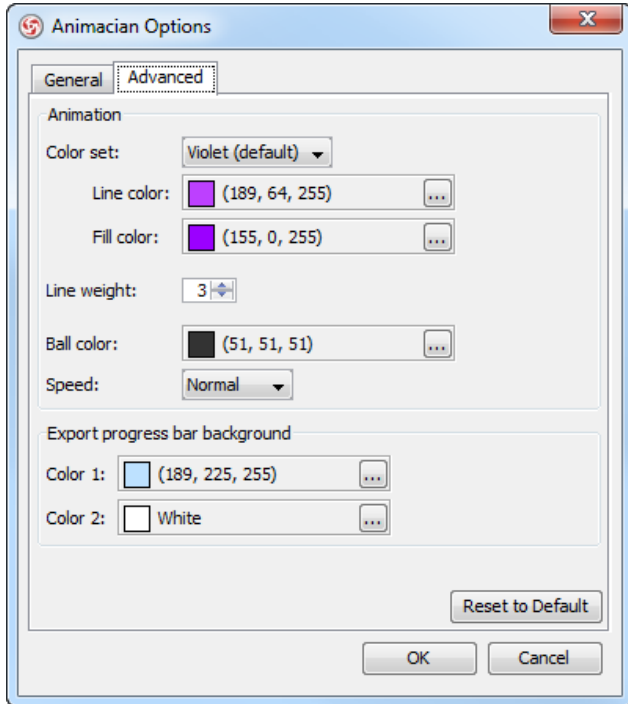 Animacian Options
General Advanced
Animation
Color set: Violet (default)
Line color: (189, 64, 255) ...
Fill color: (155, 0, 255) ...
Line weight: 3
Ball color: (51, 51, 51) ...
Speed: Normal
Export progress bar background
Color 1: (189, 225, 255) ...
Color 2: White ...
Reset to Default
OK Cancel